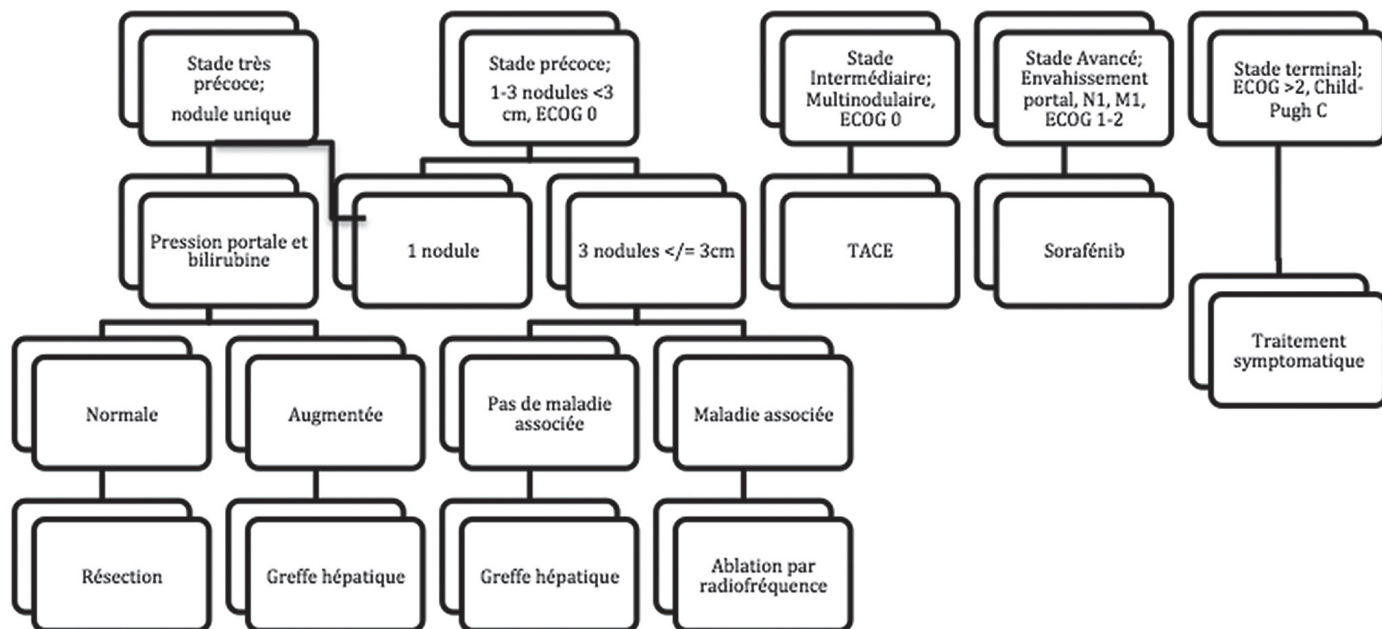 Stade très
précoce;
nodule unique
Stade précoce;
1-3 nodules <3
cm, ECOG 0
Stade
Intermédiaire;
Multinodulaire,
ECOG 0
Stade Avancé;
Envahissement
portal, N1, M1,
ECOG 1-2
Stade terminal;
ECOG >2, Child-
Pugh C
Pression portale et
bilirubine
1 nodule
3 nodules </= 3cm
TACE
Sorafénib
Traitement
symptomatique
Normale
Augmentée
Pas de maladie
associée
Maladie associée
Résection
Greffe hépatique
Greffe hépatique
Ablation par
radiofréquence